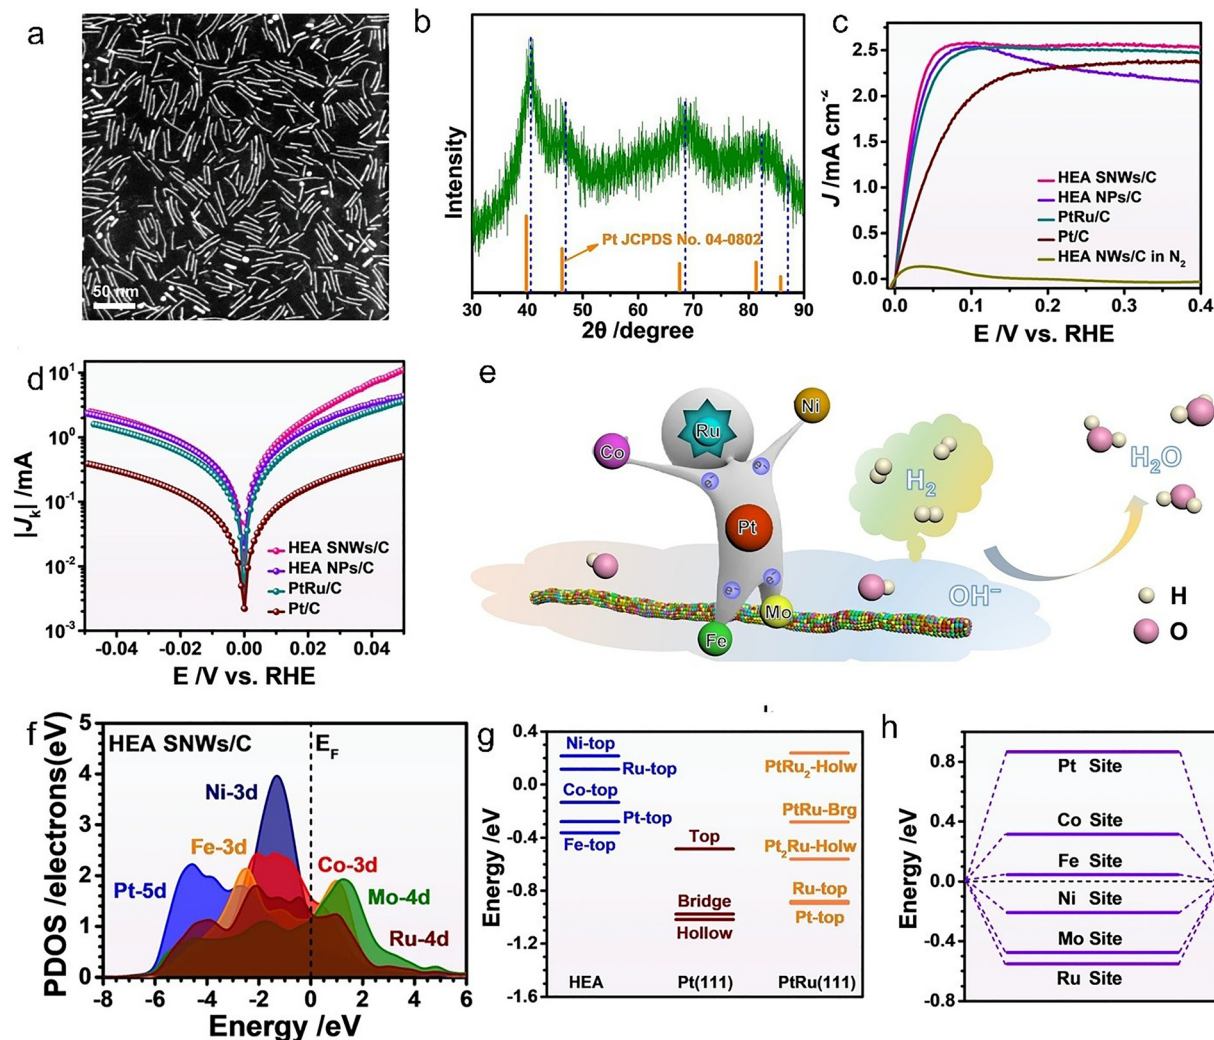 a
50 nm
b
Intensity
Pt JCPDS No. 04-0802
30 40 50 60 70 80 90
2θ /degree
c
J /mA cm⁻²
2.5
2.0
1.5
1.0
0.5
0.0
HEA SNWs/C
HEA NPs/C
PtRu/C
Pt/C
HEA NWs/C in N₂
0.0 0.1 0.2 0.3 0.4
E /V vs. RHE
d
|Jₖ| /mA
10¹
10⁰
10⁻¹
10⁻²
10⁻³
HEA SNWs/C
HEA NPs/C
PtRu/C
Pt/C
-0.04 -0.02 0.00 0.02 0.04
E /V vs. RHE
e
Ni
Ru
Co
e⁻ e⁻
Pt
e⁻ e⁻
Mo
Fe
H₂
H₂O
OH⁻
H
O
f
PDOS /electrons(eV)
5
4
3
2
1
0
HEA SNWs/C
E_F
Ni-3d
Fe-3d
Co-3d
Pt-5d
Mo-4d
Ru-4d
-8 -6 -4 -2 0 2 4 6
Energy /eV
g
Energy /eV
0.4
0.0
-0.4
-0.8
-1.2
-1.6
Ni-top
Ru-top
Co-top
Pt-top
Fe-top
Top
Bridge
Hollow
PtRu₂-Holw
PtRu-Brg
Pt₂Ru-Holw
Ru-top
Pt-top
HEA Pt(111) PtRu(111)
h
Energy /eV
0.8
0.4
0.0
-0.4
-0.8
Pt Site
Co Site
Fe Site
Ni Site
Mo Site
Ru Site